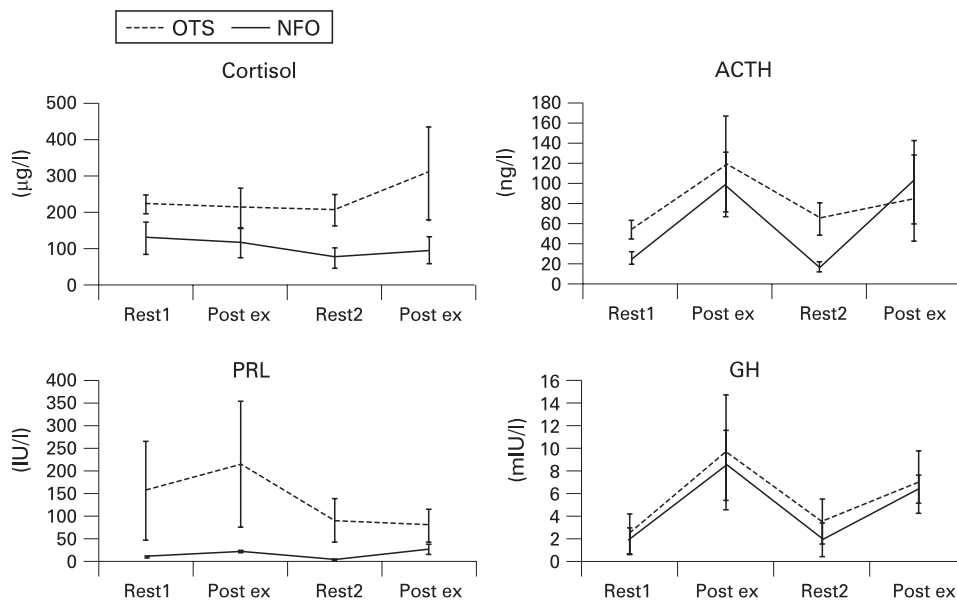 OTS NFO
Cortisol
500
400
300
200
100
0
(µg/l)
Rest1 Post ex Rest2 Post ex
ACTH
180
160
140
120
100
80
60
40
20
0
(ng/l)
Rest1 Post ex Rest2 Post ex
PRL
400
350
300
250
200
150
100
50
0
(IU/l)
Rest1 Post ex Rest2 Post ex
GH
16
14
12
10
8
6
4
2
0
(mIU/l)
Rest1 Post ex Rest2 Post ex